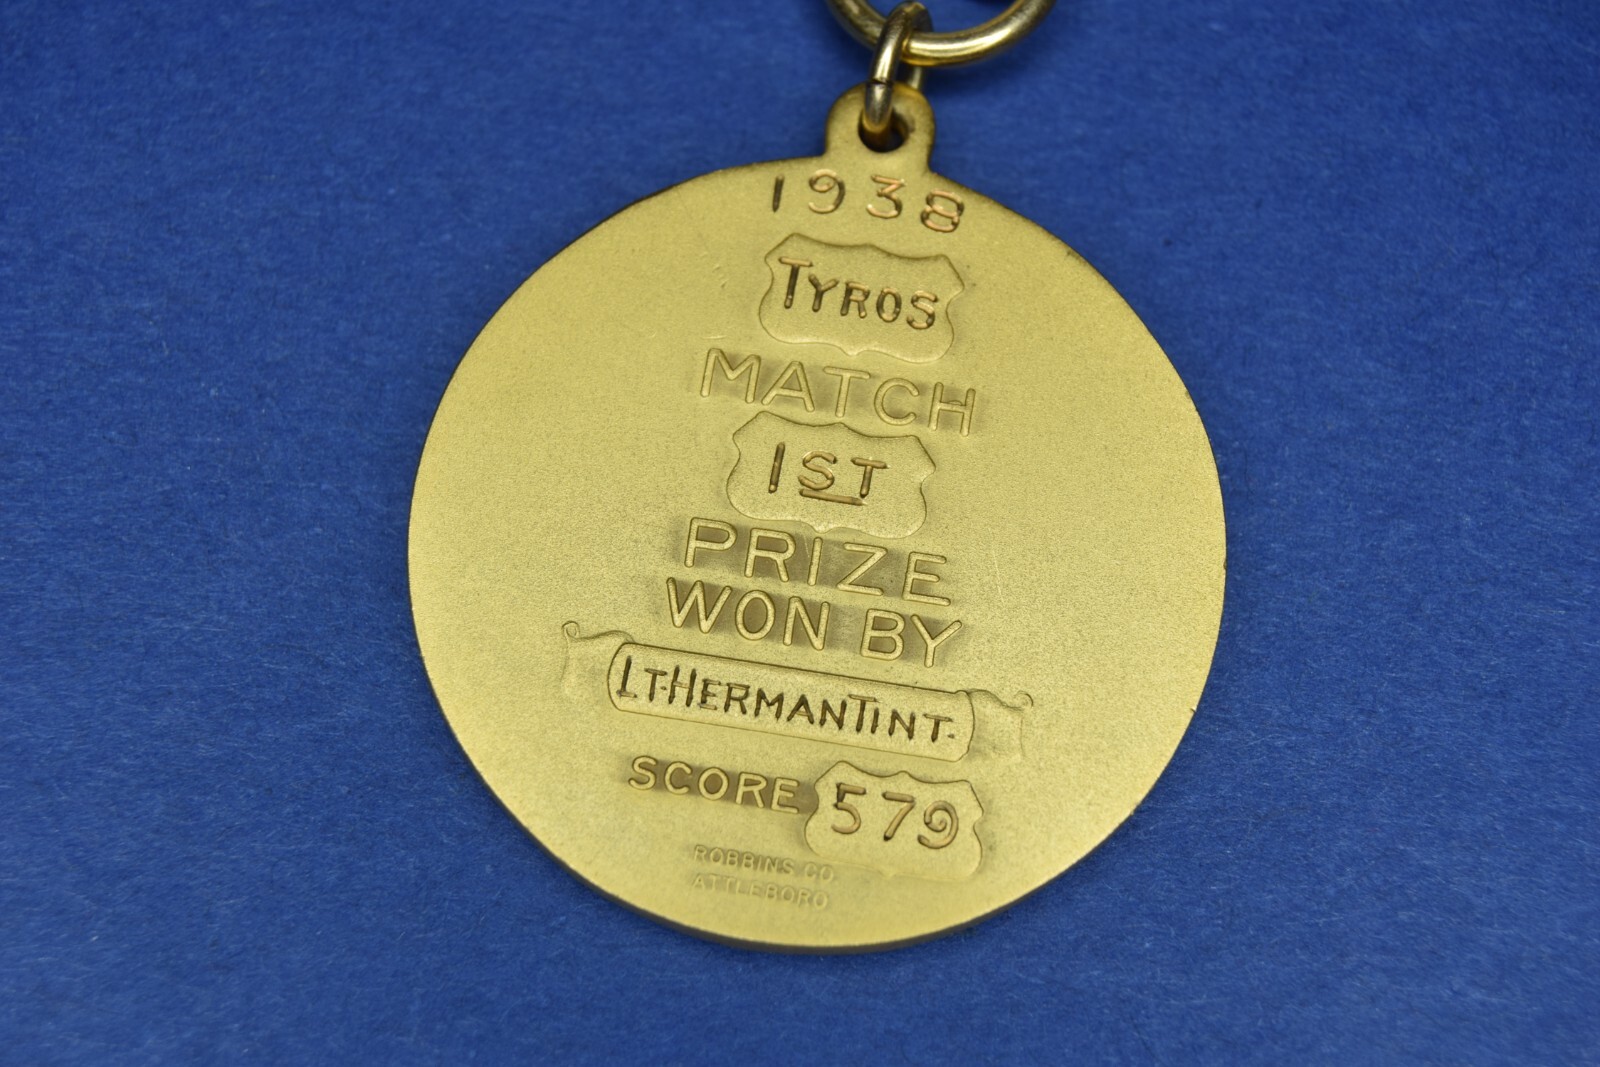 1938
TYROS
MATCH
1ST
PRIZE
WON BY
LT. HERMAN TINT.
SCORE 579
ROBBINS CO.
ATTLEBORO